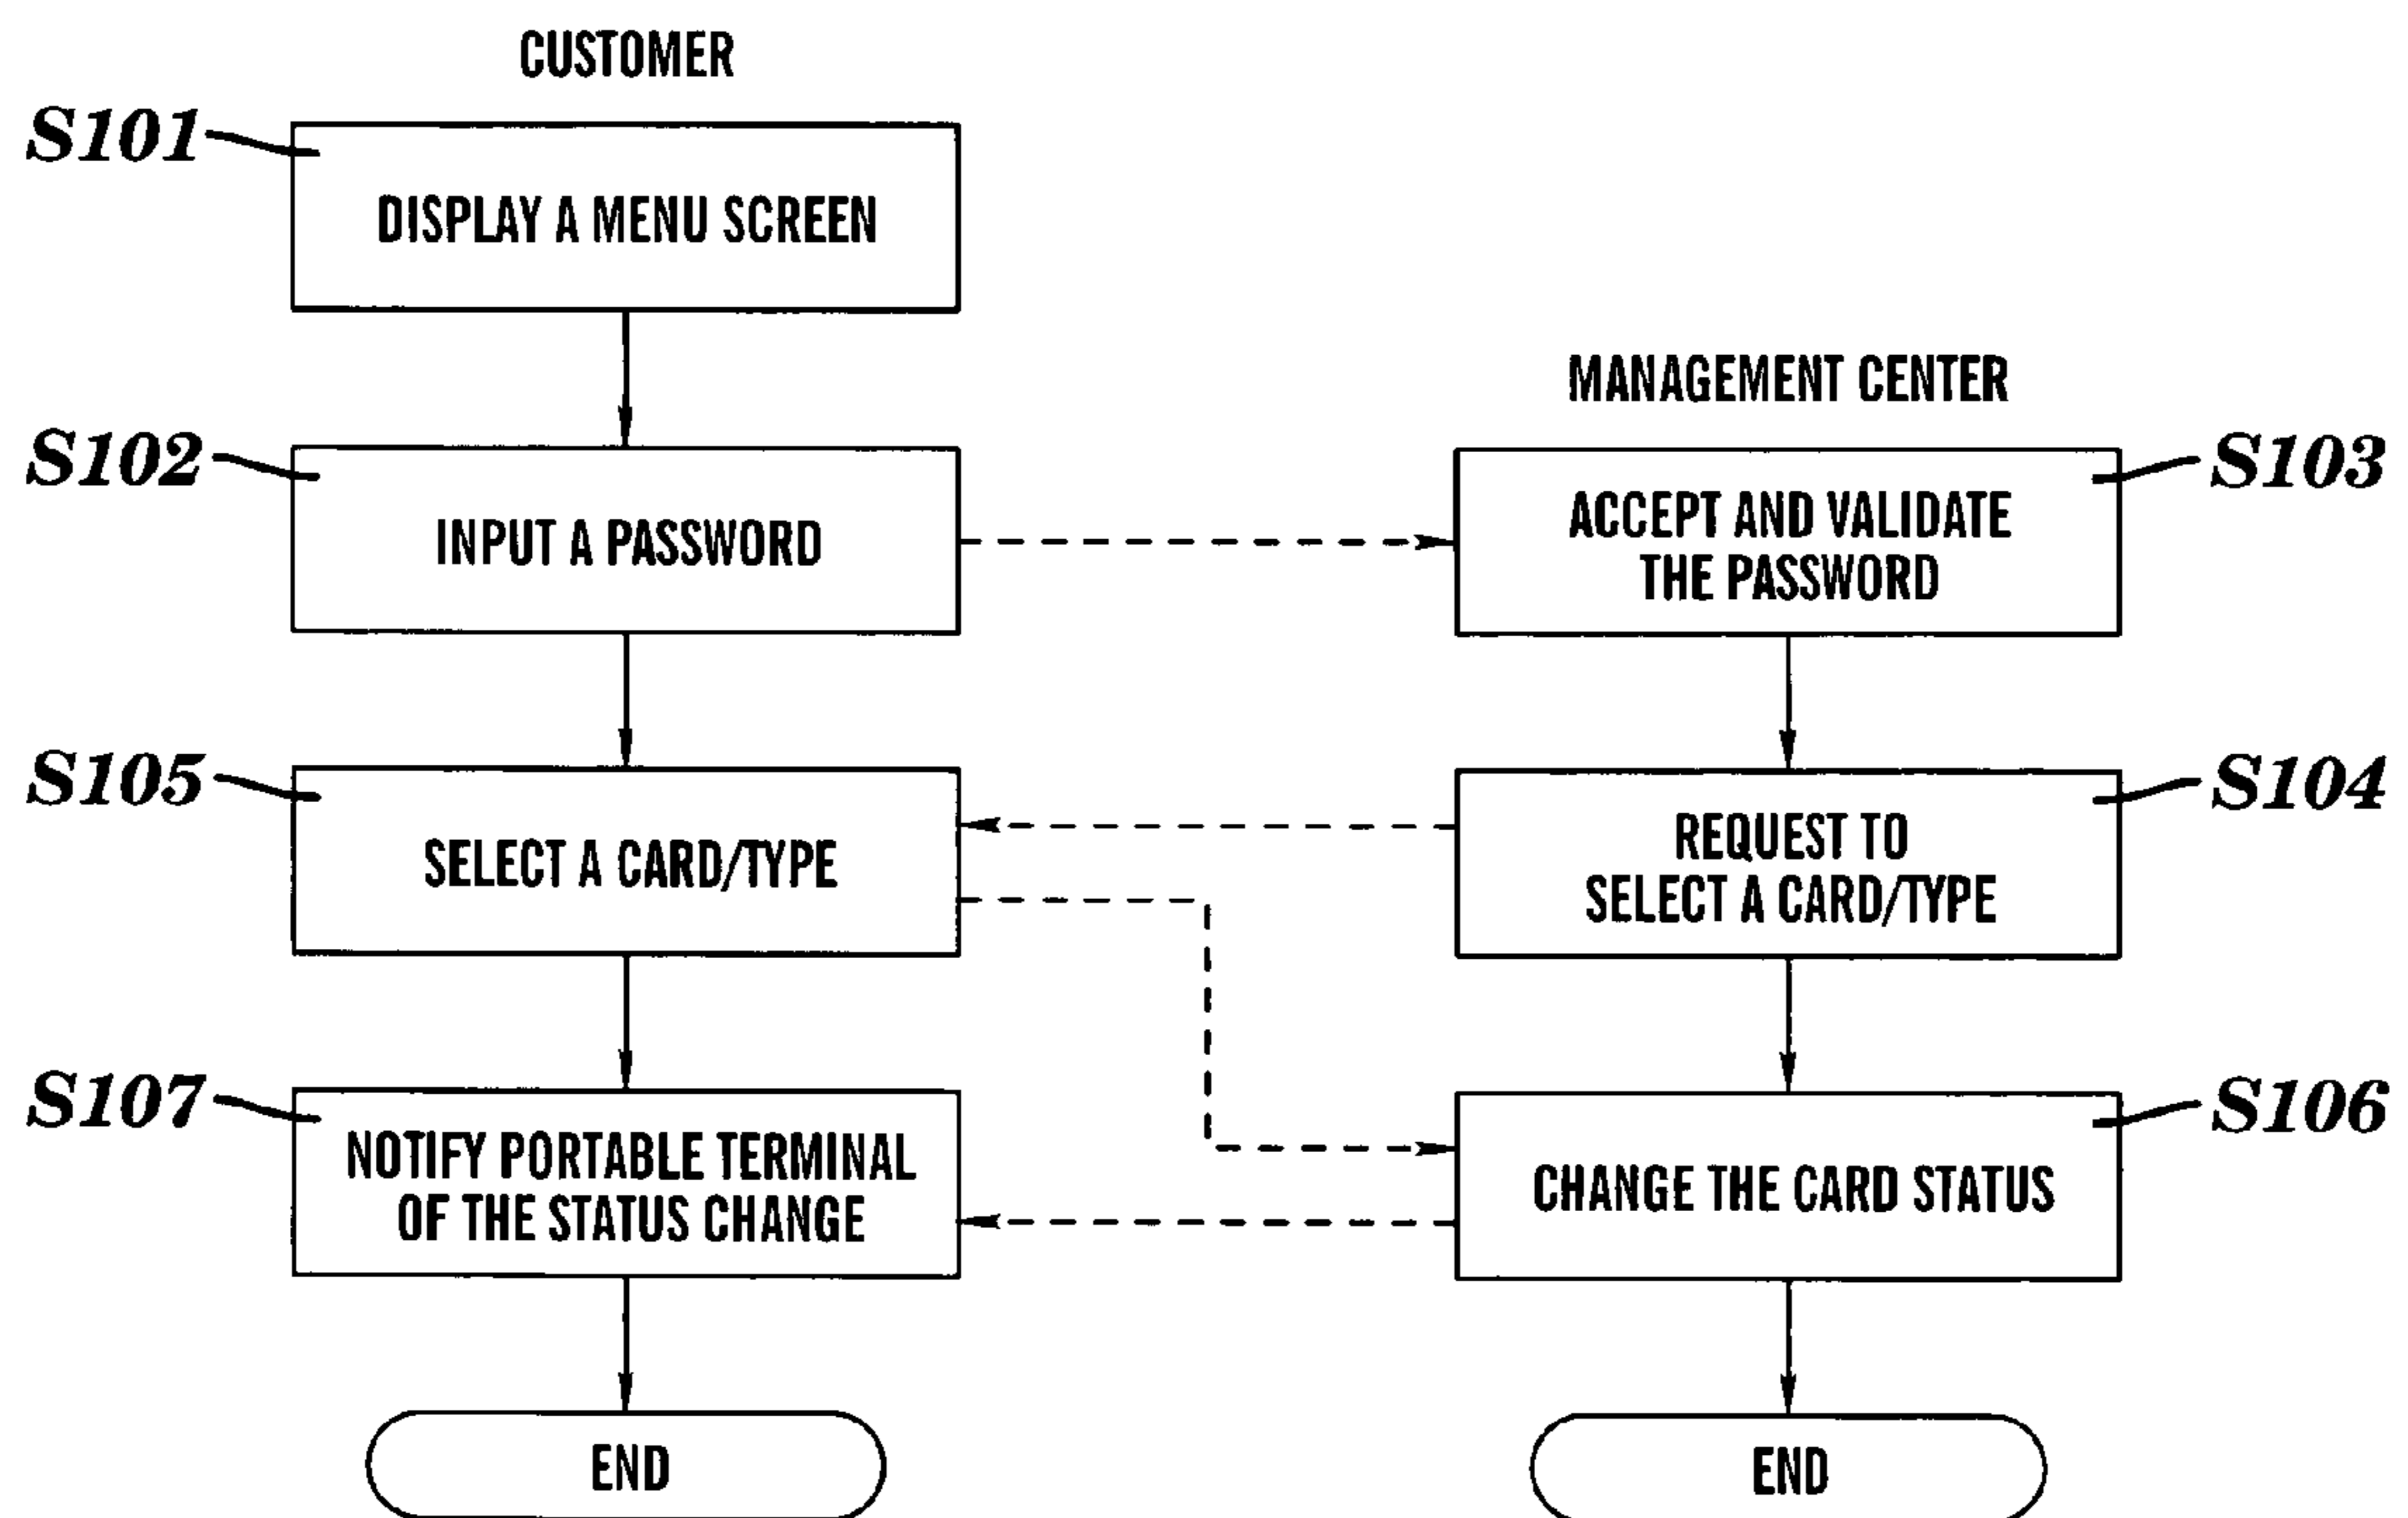 CUSTOMER
S101
DISPLAY A MENU SCREEN
MANAGEMENT CENTER
S102
INPUT A PASSWORD
S103
ACCEPT AND VALIDATE
THE PASSWORD
S105
SELECT A CARD/TYPE
S104
REQUEST TO
SELECT A CARD/TYPE
S107
NOTIFY PORTABLE TERMINAL
OF THE STATUS CHANGE
S106
CHANGE THE CARD STATUS
END
END